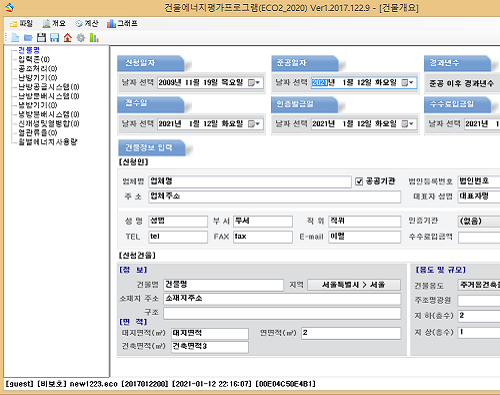 건물에너지평가프로그램(ECO2_2020) Ver1.2017.122.9 - [건물개요]
파일 개요 계산 그래프
건물명
입력존(0)
공조처리(0)
난방기기(0)
난방공급시스템(0)
난방분배시스템(0)
냉방기기(0)
냉방분배시스템(0)
신재생및열병합(0)
열관류율(0)
월별에너지사용량
신청일자 준공일자 경과년수
날짜 선택 2009년 11월 19일 목요일 날짜 선택 2021년 1월 12일 화요일 준공 이후 경과년수
접수일 인증발급일 수수료입금일
날짜 선택 2021년 1월 12일 화요일 날짜 선택 2021년 1월 12일 화요일 날짜 선택 2021년
건물정보 입력
[신청인]
업체명 업체명 공공기관 법인등록번호 법인번호
주 소 업체주소 대표자 성명 대표자명
성 명 성명 부 서 부서 직 위 직위 인증기관 (없음)
TEL tel FAX fax E-mail 이멜 수수료입금액
[신청건물]
[정 보] [용도 및 규모]
건물명 건물명 지역 서울특별시 > 서울 건물용도 주거용건축물
소재지 주소 소재지주소 주조명광원
구조 지 하(층수) 2
[면 적] 지 상(층수) 1
대지면적(㎡) 대지면적 연면적(㎡) 2
건축면적(㎡) 건축면적3
[guest] [비보호] new1223.eco [2017012200] [2021-01-12 22:16:07] [00E04C50E4B1]